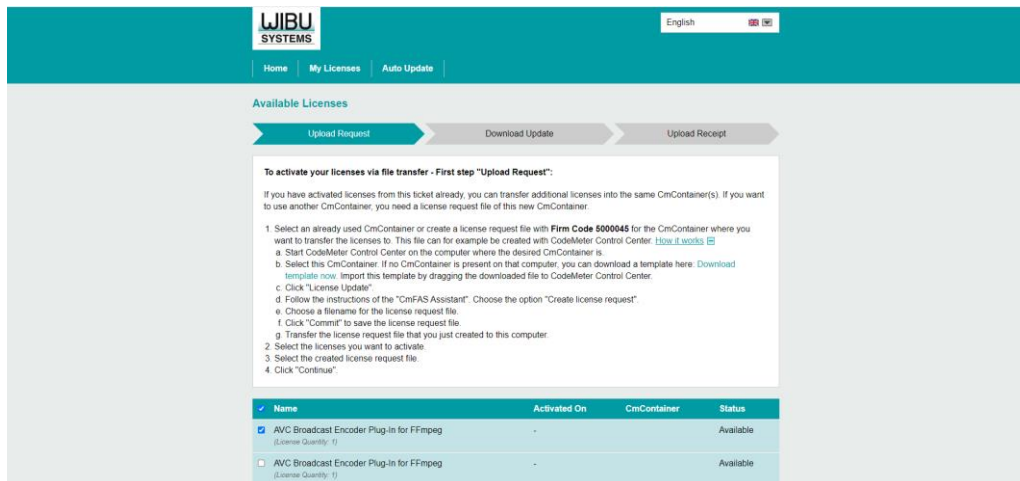 WIBU
SYSTEMS
English
Home
My Licenses
Auto Update
Available Licenses
Upload Request
Download Update
Upload Receipt
To activate your licenses via file transfer - First step "Upload Request":
If you have activated licenses from this ticket already, you can transfer additional licenses into the same CmContainer(s). If you want
to use another CmContainer, you need a license request file of this new CmContainer.
1. Select an already used CmContainer or create a license request file with Firm Code 5000045 for the CmContainer where you
want to transfer the licenses to. This file can for example be created with CodeMeter Control Center. How it works
a. Start CodeMeter Control Center on the computer where the desired CmContainer is.
b. Select this CmContainer. If no CmContainer is present on that computer, you can download a template here: Download
template now. Import this template by dragging the downloaded file to CodeMeter Control Center.
c. Click "License Update".
d. Follow the instructions of the "CmFAS Assistant". Choose the option "Create license request".
e. Choose a filename for the license request file.
f. Click "Commit" to save the license request file.
g. Transfer the license request file that you just created to this computer.
2. Select the licenses you want to activate.
3. Select the created license request file.
4. Click "Continue".
Name Activated On CmContainer Status
AVC Broadcast Encoder Plug-In for FFmpeg - Available
(License Quantity: 1)
AVC Broadcast Encoder Plug-In for FFmpeg - Available
(License Quantity: 1)